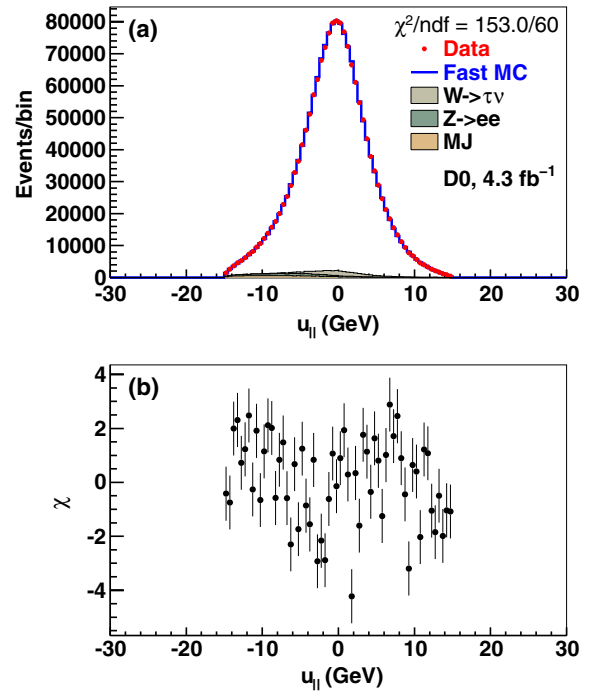 (a)
χ²/ndf = 153.0/60
Data
Fast MC
W->τν
Z->ee
MJ
D0, 4.3 fb⁻¹
Events/bin
80000
70000
60000
50000
40000
30000
20000
10000
0
-30 -20 -10 0 10 20 30
u|| (GeV)
(b)
χ
4
2
0
-2
-4
-30 -20 -10 0 10 20 30
u|| (GeV)